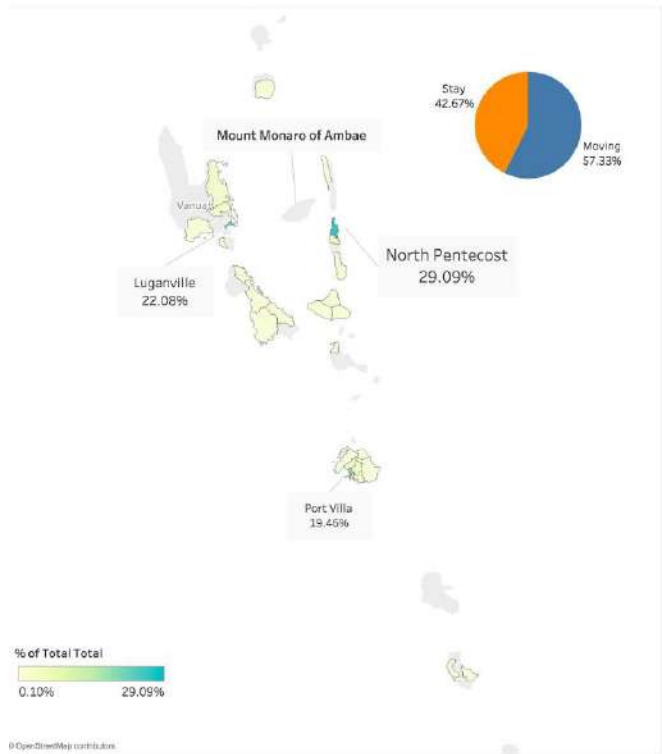 Stay
42.67%
Mount Monaro of Ambae
Moving
57.33%
Vanuat
North Pentecost
29.09%
Luganville
22.08%
Port Villa
19.46%
% of Total Total
0.10%
29.09%
© OpenStreetMap contributors